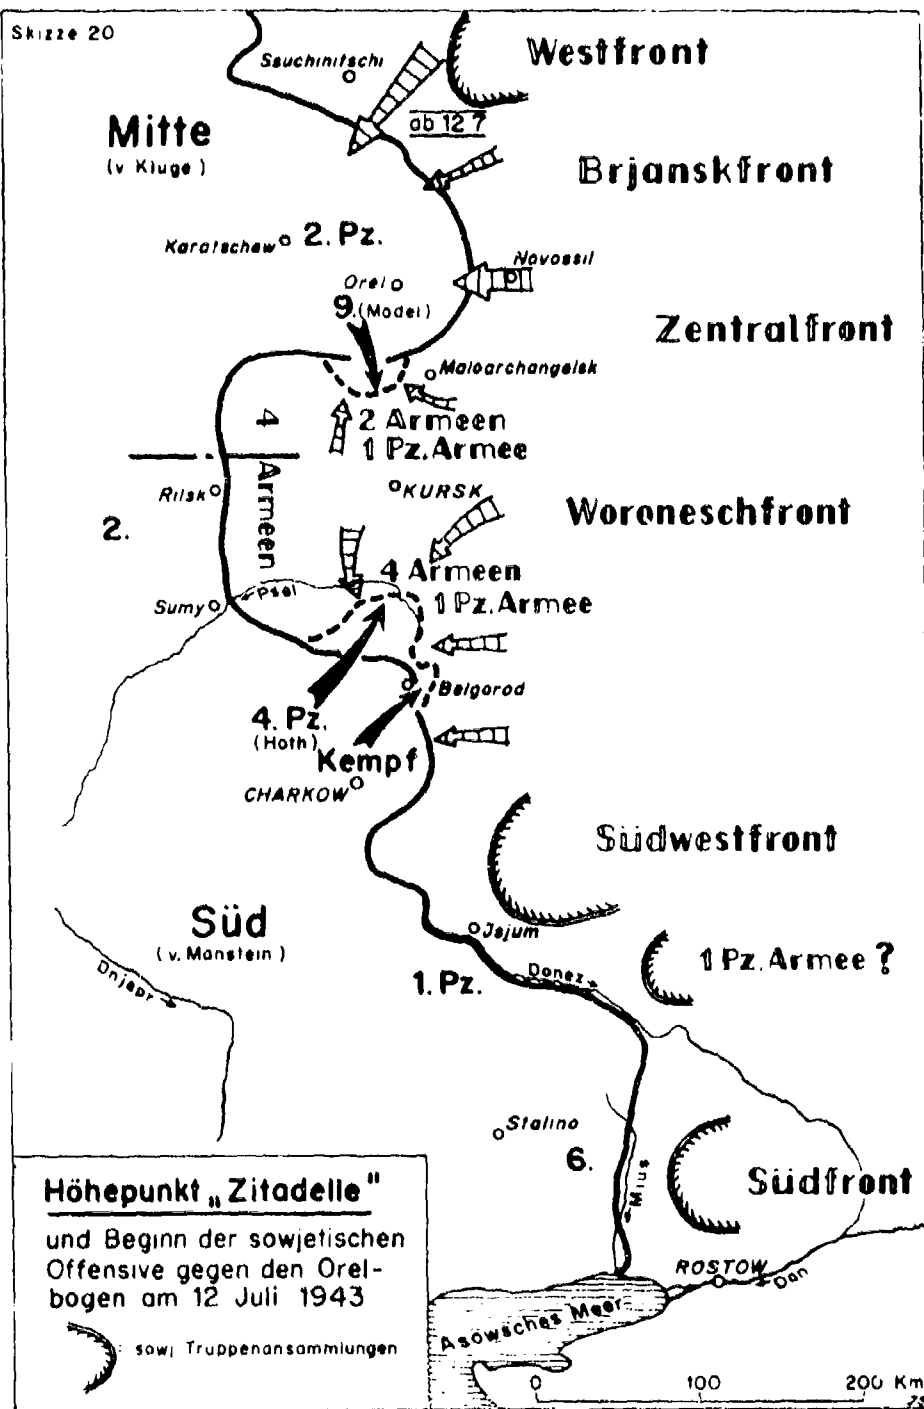 Skizze 20
Ssuchinitschi
Westfront
Mitte
(v. Kluge)
ab 12 7
Brjanskfront
Karatschew
2. Pz.
Novossil
Orel
9. (Model)
Zentralfront
Maloarchangelsk
4 Armeen
2 Armeen
1 Pz. Armee
Rilsk
KURSK
2.
Woroneschfront
4 Armeen
1 Pz. Armee
Psel
Sumy
Belgorod
4. Pz.
(Hoth)
Kempf
CHARKOW
Südwestfront
Süd
(v. Manstein)
Isjum
1 Pz. Armee ?
Dnjepr
1. Pz.
Donez
Stalino
6.
Mius
Südfront
Höhepunkt „Zitadelle"
und Beginn der sowjetischen
Offensive gegen den Orel-
bogen am 12 Juli 1943
: sowj Truppenansammlungen
ROSTOW
Don
Asowsches Meer
0 100 200 Km